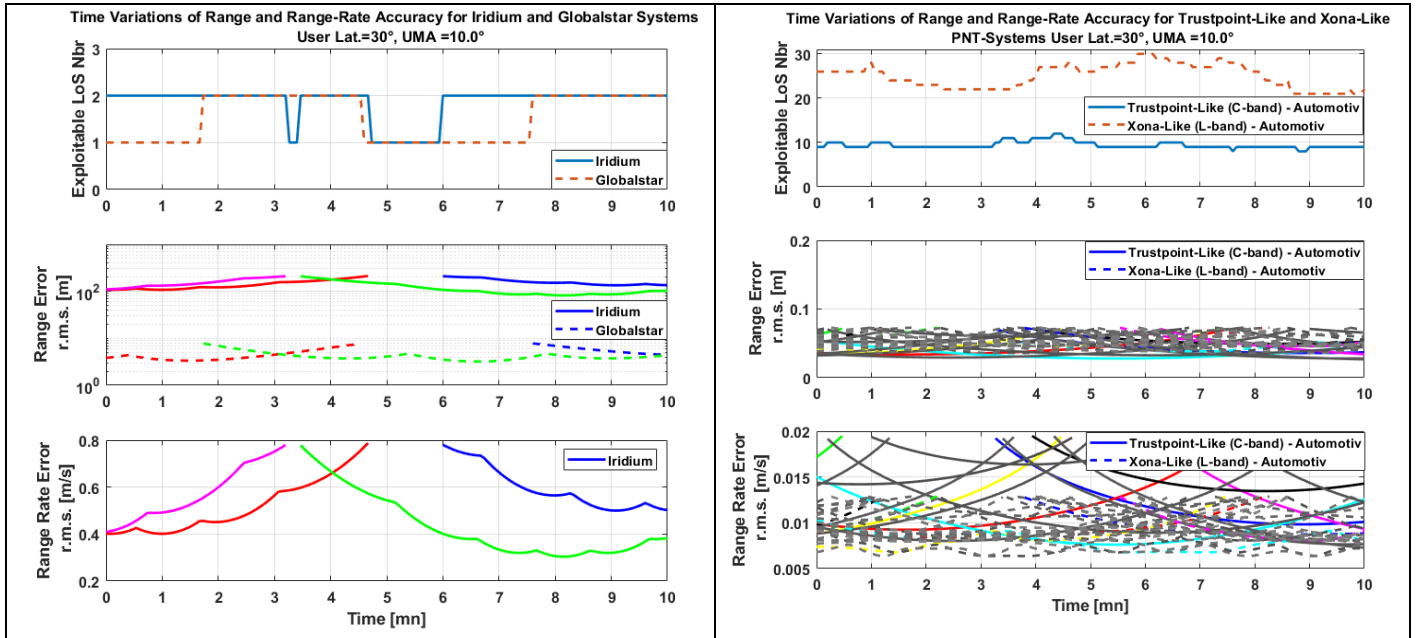 Time Variations of Range and Range-Rate Accuracy for Iridium and Globalstar Systems
User Lat.=30°, UMA =10.0°
Exploitable LoS Nbr
3
2
1
0
Iridium
Globalstar
0 1 2 3 4 5 6 7 8 9 10
Range Error
r.m.s. [m]
10²
10⁰
Iridium
Globalstar
0 1 2 3 4 5 6 7 8 9 10
Range Rate Error
r.m.s. [m/s]
0.8
0.6
0.4
0.2
Iridium
0 1 2 3 4 5 6 7 8 9 10
Time [mn]
Time Variations of Range and Range-Rate Accuracy for Trustpoint-Like and Xona-Like
PNT-Systems User Lat.=30°, UMA =10.0°
Exploitable LoS Nbr
30
20
10
0
Trustpoint-Like (C-band) - Automotiv
Xona-Like (L-band) - Automotiv
0 1 2 3 4 5 6 7 8 9 10
Range Error
r.m.s. [m]
0.2
0.1
0
Trustpoint-Like (C-band) - Automotiv
Xona-Like (L-band) - Automotiv
0 1 2 3 4 5 6 7 8 9 10
Range Rate Error
r.m.s. [m/s]
0.02
0.015
0.01
0.005
Trustpoint-Like (C-band) - Automotiv
Xona-Like (L-band) - Automotiv
0 1 2 3 4 5 6 7 8 9 10
Time [mn]